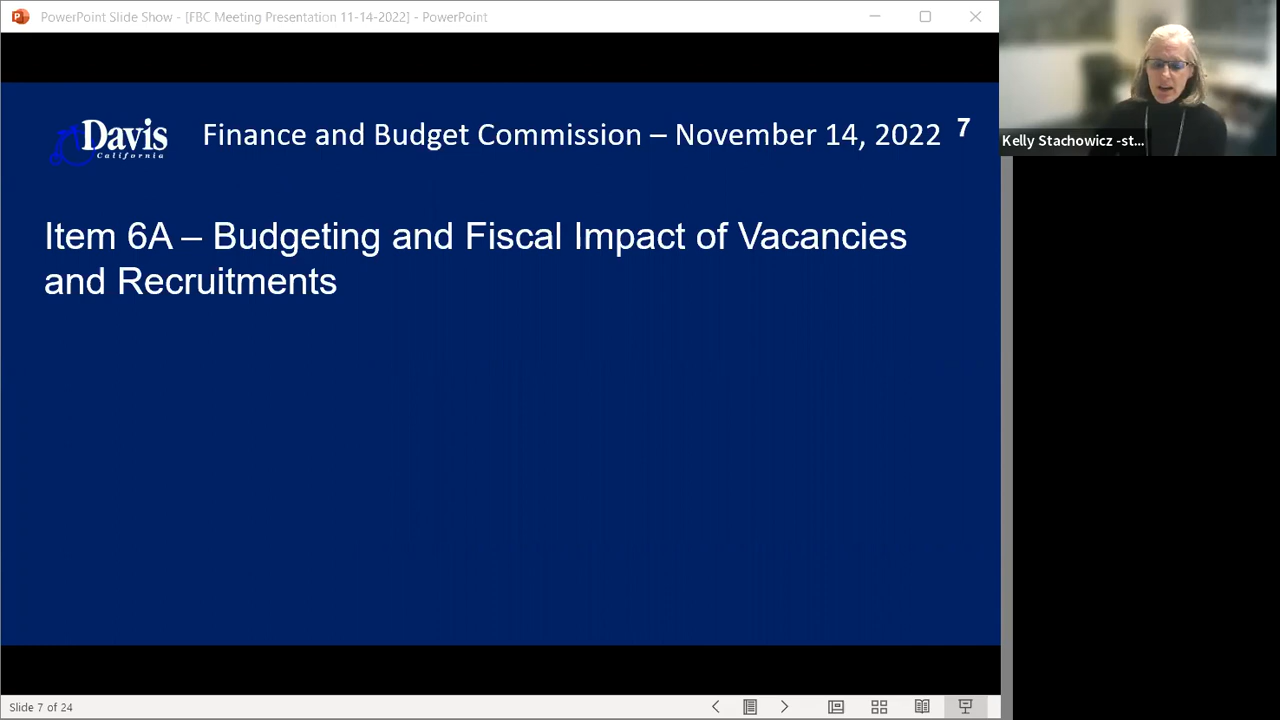 PowerPoint Slide Show - [FBC Meeting Presentation 11-14-2022] - PowerPoint
Davis
California
Finance and Budget Commission – November 14, 2022 7
Kelly Stachowicz -st...
Item 6A – Budgeting and Fiscal Impact of Vacancies
and Recruitments
Slide 7 of 24